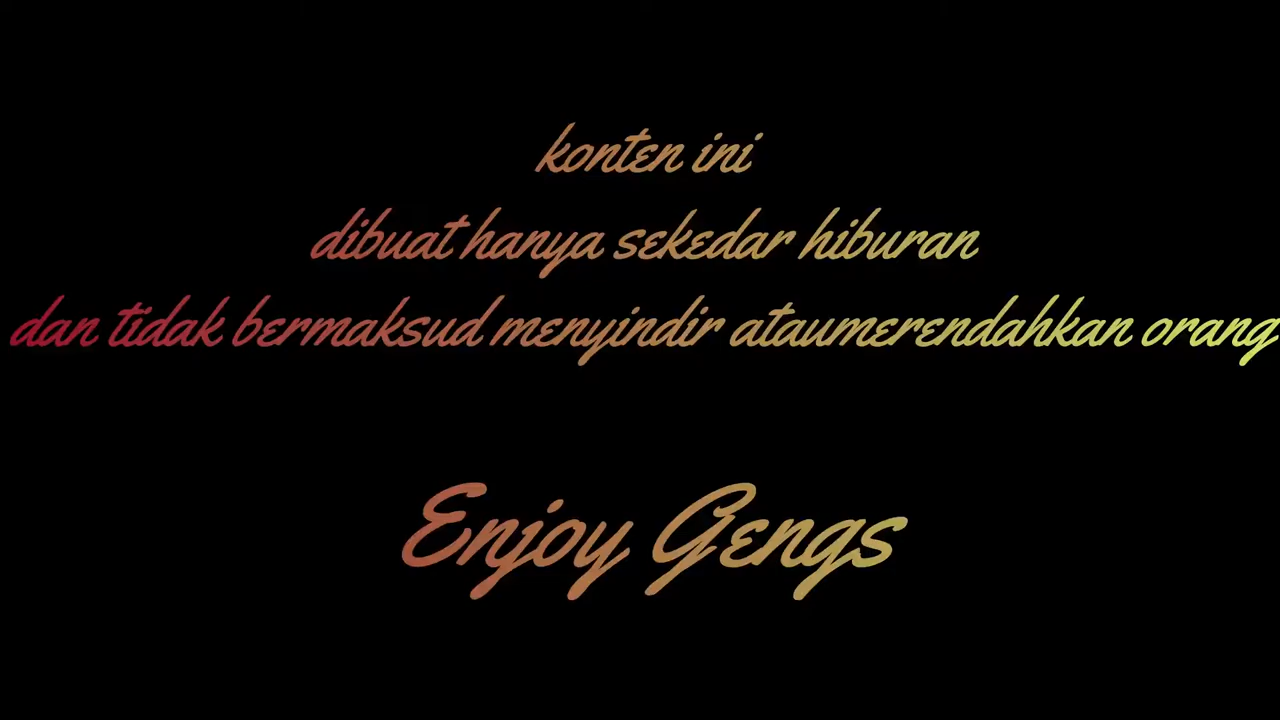 konten ini
dibuat hanya sekedar hiburan
dan tidak bermaksud menyindir ataumerendahkan orang
Enjoy Gengs